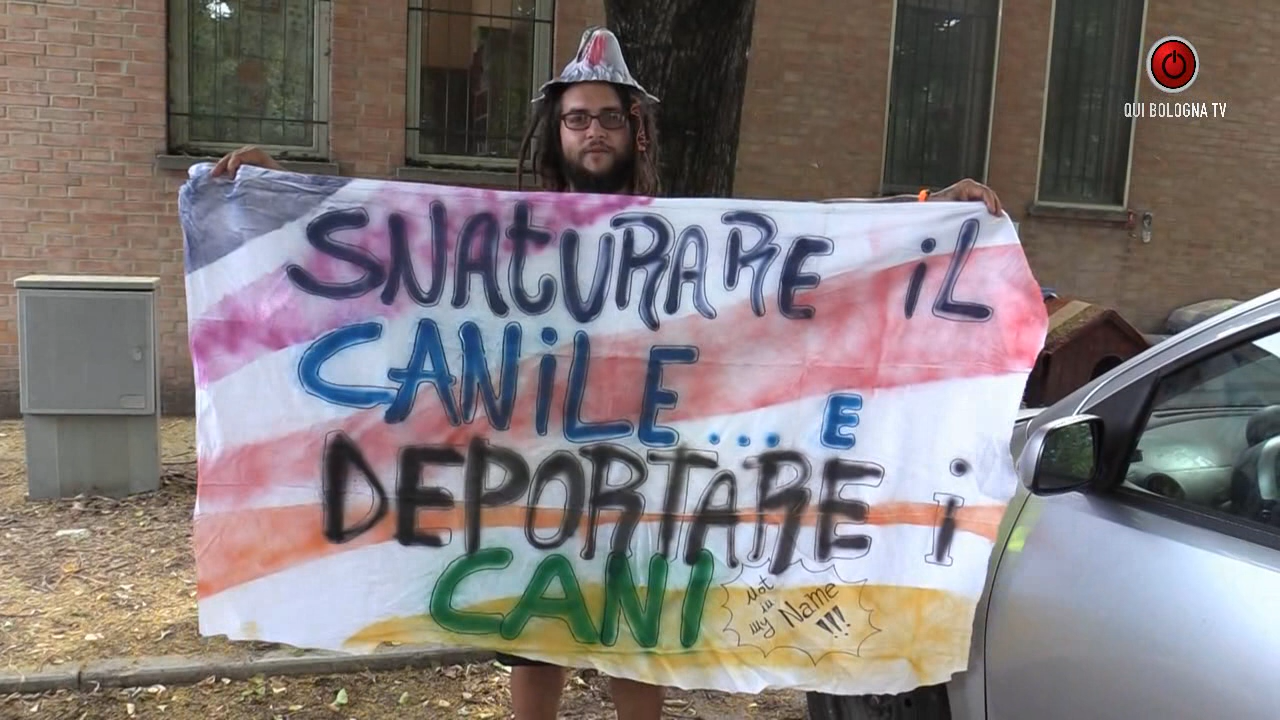 QUI BOLOGNA TV
SNAtURARE iL
CANiLE... E
DEPORTARE i
CANI
Not
in
my Name
!!!